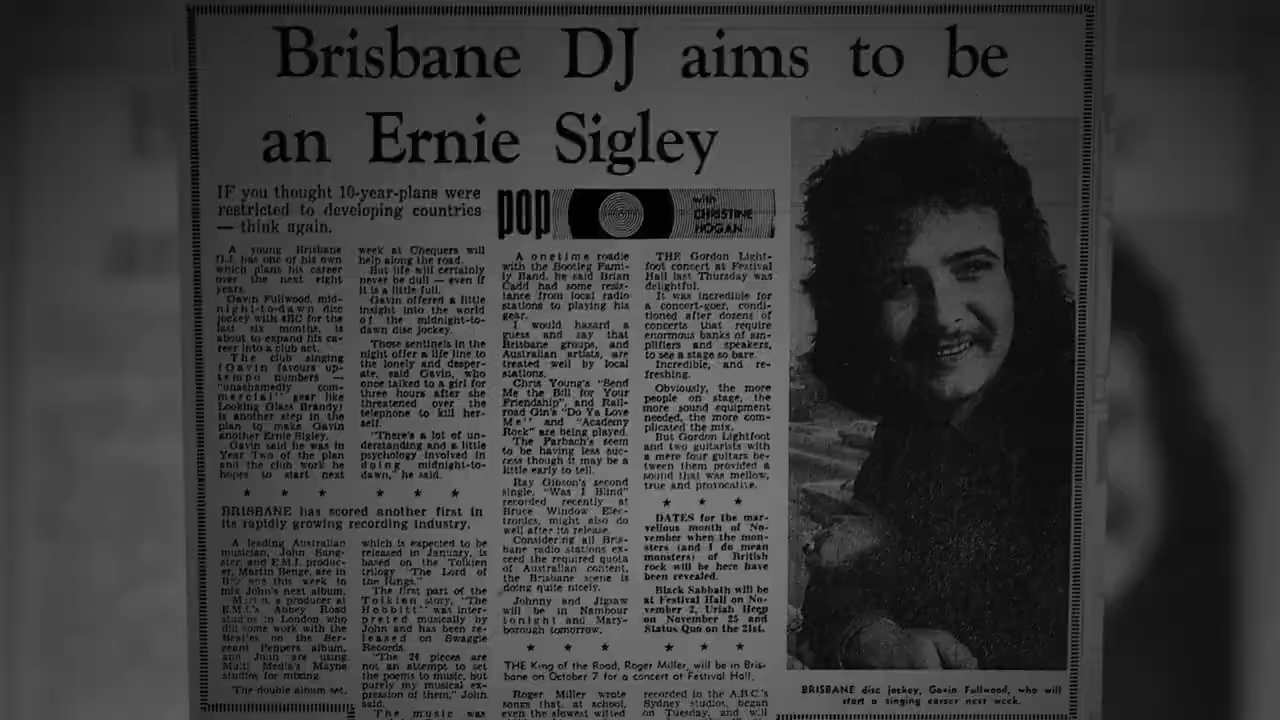 Brisbane DJ aims to be
an Ernie Sigley
IF you thought 10-year-plans were
restricted to developing countries
— think again.
A young Brisbane
D.J. has one of his own
which plans his career
over the next eight
years.
Gavin Fullwood, mid-
night-to-dawn disc
jockey with 4BC for the
last six months, is
about to expand his ca-
reer into a club act.
The club singing
(Gavin favours up-
tempo numbers —
"unashamedly com-
mercial" gear like
Looking Glass Brandy)
is another step in the
plan to make Gavin
another Ernie Sigley.
Gavin said he was in
Year Two of the plan
and the club work he
hopes to start next
week at Chequers will
help along the road.
But life will certainly
never be dull — even if
it is a little full.
Gavin offered a little
insight into the world
of the midnight-to-
dawn disc jockey.
Those sentinels in the
night offer a life line to
the lonely and desper-
ate, said Gavin, who
once talked to a girl for
three hours after she
threatened over the
telephone to kill her-
self.
"There's a lot of un-
derstanding and a little
psychology involved in
doing midnight-to-
dawn," he said.
★ ★ ★ ★ ★ ★
BRISBANE has scored another first in
its rapidly growing recording industry.
A leading Australian
musician, John Sang-
ster, and E.M.I. produc-
er, Martin Benge, are in
this week to
mix John's next album.
a producer at
E.M.I.'s Abbey Road
studios in London who
did some work with the
Beatles on the Ser-
geant Peppers album,
and John are using
Multi Media's Mayne
studios for mixing.
The double album set,
which is expected to be
released in January, is
based on the Tolkien
trilogy "The Lord of
the Rings."
The first part of the
Tolkien story, "The
Hobbitt" was inter-
preted musically by
John and has been re-
leased on Swaggie
Records.
"The 24 pieces are
not an attempt to set
the poems to music, but
purely my musical ex-
pression of them," John
said.
The music was
pop
with
CHRISTINE
HOGAN
A onetime roadie
with the Bootleg Fami-
ly Band, he said Brian
Cadd had some resis-
tance from local radio
stations to playing his
gear.
I would hazard a
guess and say that
Brisbane groups, and
Australian artists, are
treated well by local
stations.
Chris Young's "Send
Me the Bill for Your
Friendship", and Rail-
road Gin's "Do Ya Love
Me" and "Academy
Rock" are being played.
The Parbach's seem
to be having less suc-
cess though it may be a
little early to tell.
Ray Gibson's second
single, "Was I Blind"
recorded recently at
Bruce Window Elec-
tronics, might also do
well after its release.
Considering all Bris-
bane radio stations ex-
ceed the required quota
of Australian content,
the Brisbane scene is
doing quite nicely.
Johnny and Jigsaw
will be in Nambour
tonight and Mary-
borough tomorrow.
THE Gordon Light-
foot concert at Festival
Hall last Thursday was
delightful.
It was incredible for
a concert-goer, condi-
tioned after dozens of
concerts that require
enormous banks of am-
plifiers and speakers,
to see a stage so bare.
Incredible, and re-
freshing.
Obviously, the more
people on stage, the
more sound equipment
needed, the more com-
plicated the mix.
But Gordon Lightfoot
and two guitarists with
a mere four guitars be-
tween them provided a
sound that was mellow,
true and provocative.
★ ★ ★
DATES for the mar-
vellous month of No-
vember when the mon-
sters (and I do mean
monsters) of British
rock will be here have
been revealed.
Black Sabbath will be
at Festival Hall on No-
vember 2, Uriah Heep
on November 25 and
Status Quo on the 21st.
★ ★ ★ ★ ★ ★
THE King of the Road, Roger Miller, will be in Bris-
bane on October 7 for a concert at Festival Hall.
Roger Miller wrote
songs that, at school,
even the slowest witted
recorded in the A.B.C.'s
Sydney studios, began
on Tuesday, and will
BRISBANE disc jockey, Gavin Fullwood, who will
start a singing career next week.